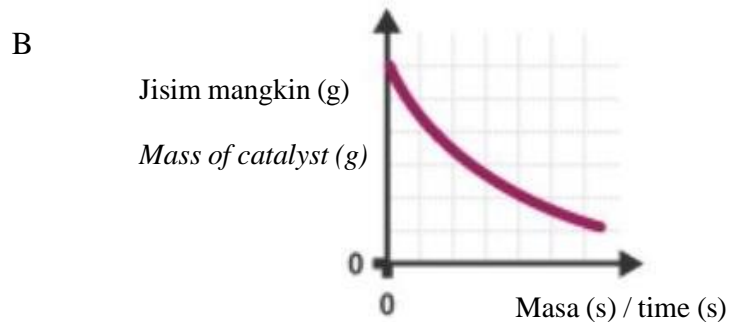 B
Jisim mangkin (g)
Mass of catalyst (g)
0
0
Masa (s) / time (s)